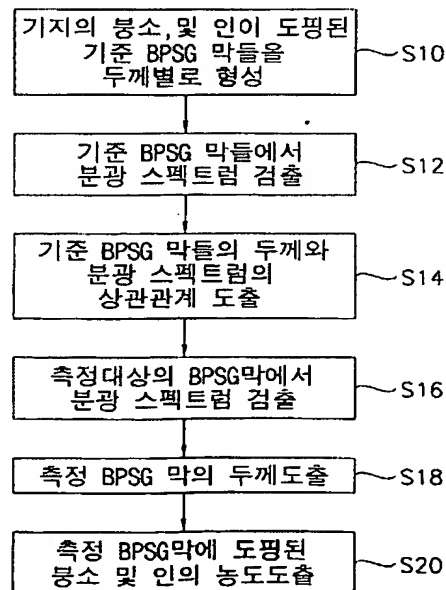 기지의 붕소,및 인이 도핑된
기준 BPSG 막들을
두께별로 형성
S10
기준 BPSG 막들에서
분광 스펙트럼 검출
S12
기준 BPSG 막들의 두께와
분광 스펙트럼의
상관관계 도출
S14
측정대상의 BPSG막에서
분광 스펙트럼 검출
S16
측정 BPSG 막의 두께도출
S18
측정 BPSG막에 도핑된
붕소 및 인의 농도도출
S20